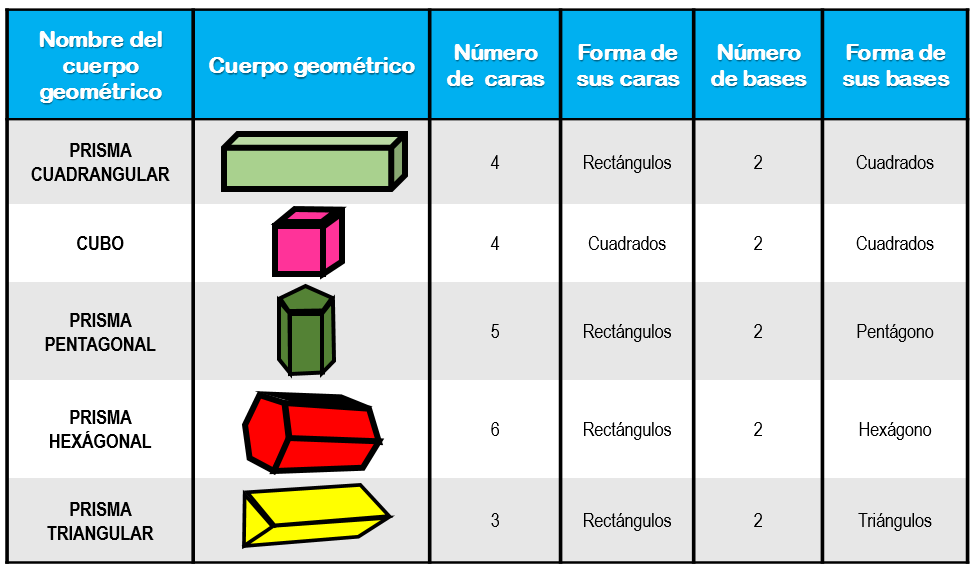 Nombre del
cuerpo
geométrico
Cuerpo geométrico
Número
de caras
Forma de
sus caras
Número
de bases
Forma de
sus bases
PRISMA
CUADRANGULAR
4
Rectángulos
2
Cuadrados
CUBO
4
Cuadrados
2
Cuadrados
PRISMA
PENTAGONAL
5
Rectángulos
2
Pentágono
PRISMA
HEXÁGONAL
6
Rectángulos
2
Hexágono
PRISMA
TRIANGULAR
3
Rectángulos
2
Triángulos